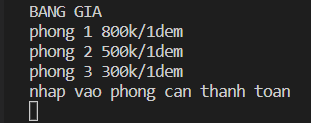 BANG GIA
phong 1 800k/1dem
phong 2 500k/1dem
phong 3 300k/1dem
nhap vao phong can thanh toan